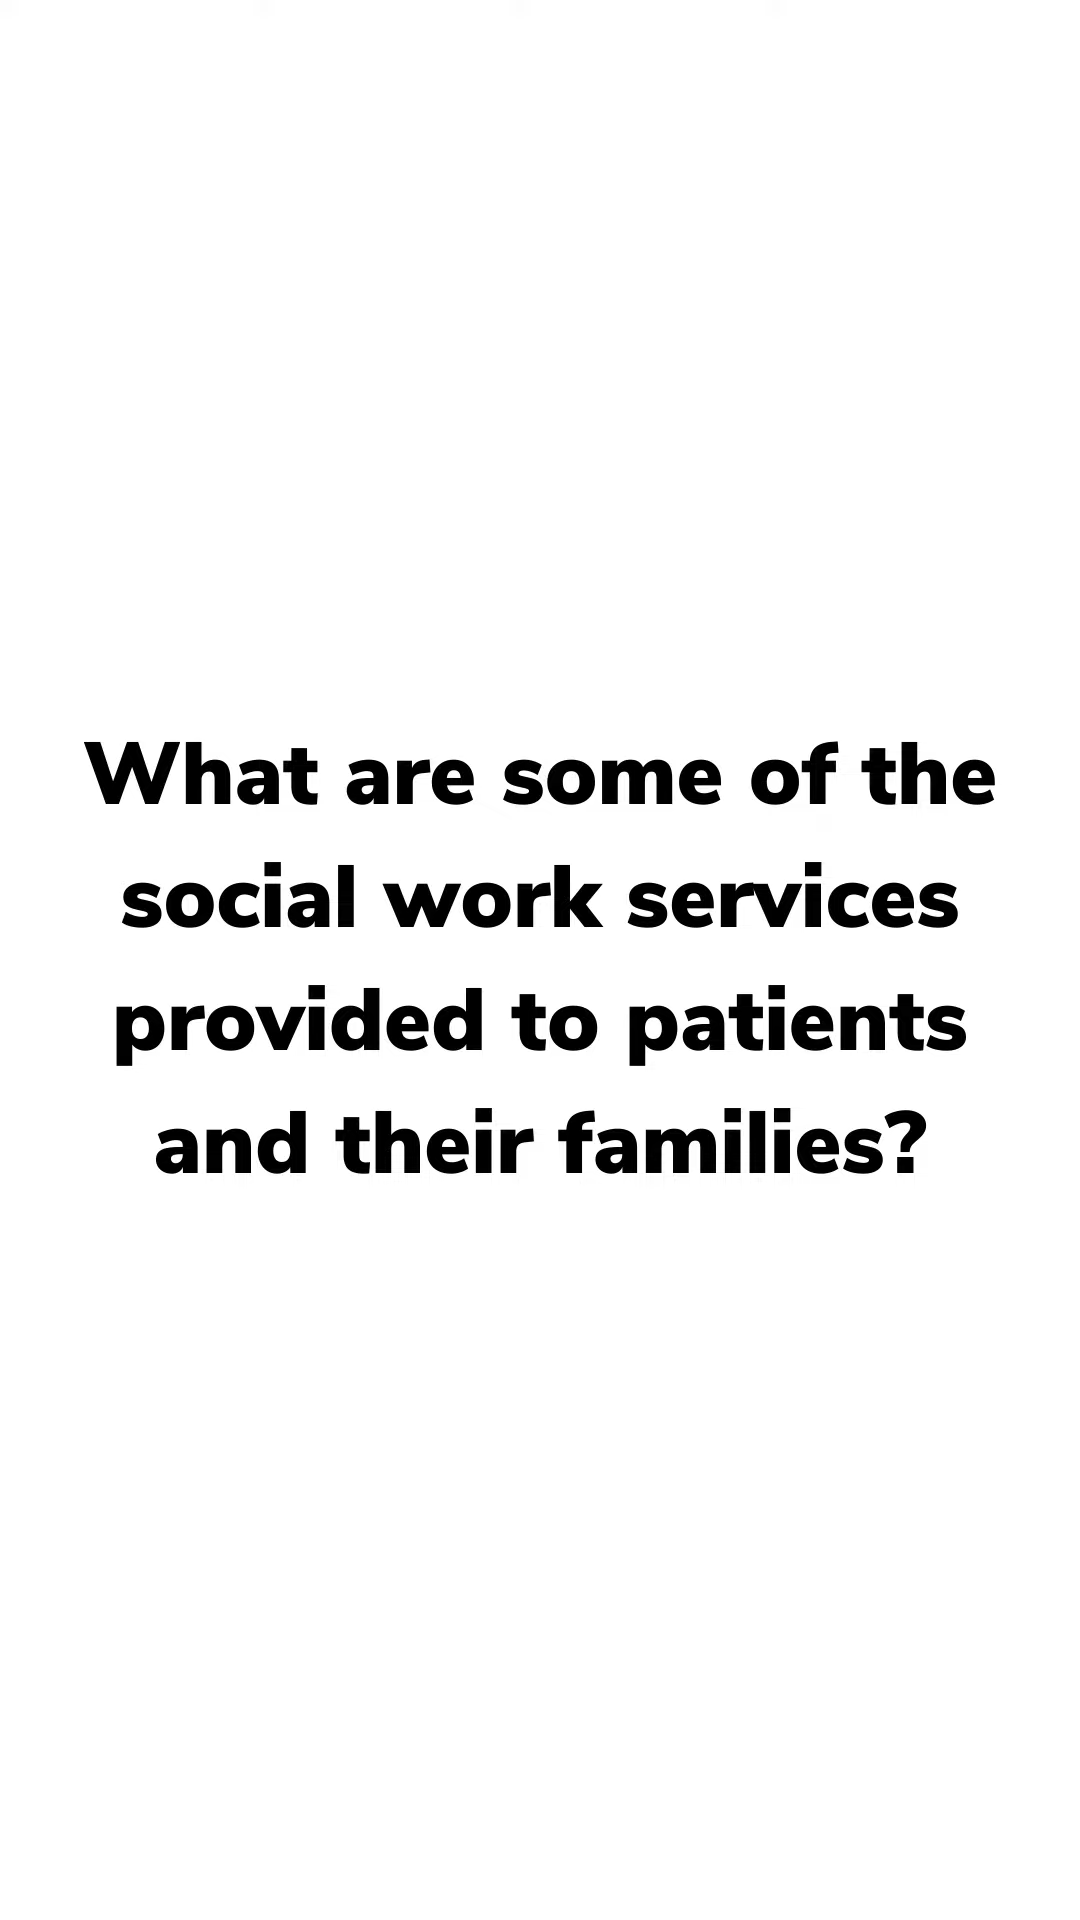 What are some of the
social work services
provided to patients
and their families?